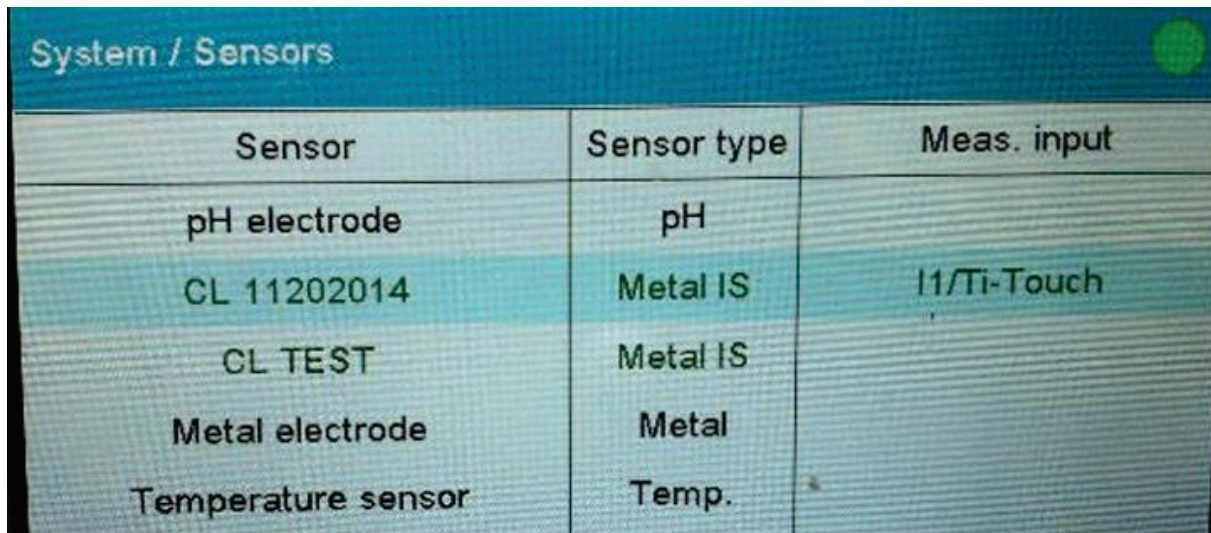 System / Sensors
Sensor Sensor type Meas. input
pH electrode pH
CL 11202014 Metal IS I1/Ti-Touch
CL TEST Metal IS
Metal electrode Metal
Temperature sensor Temp.